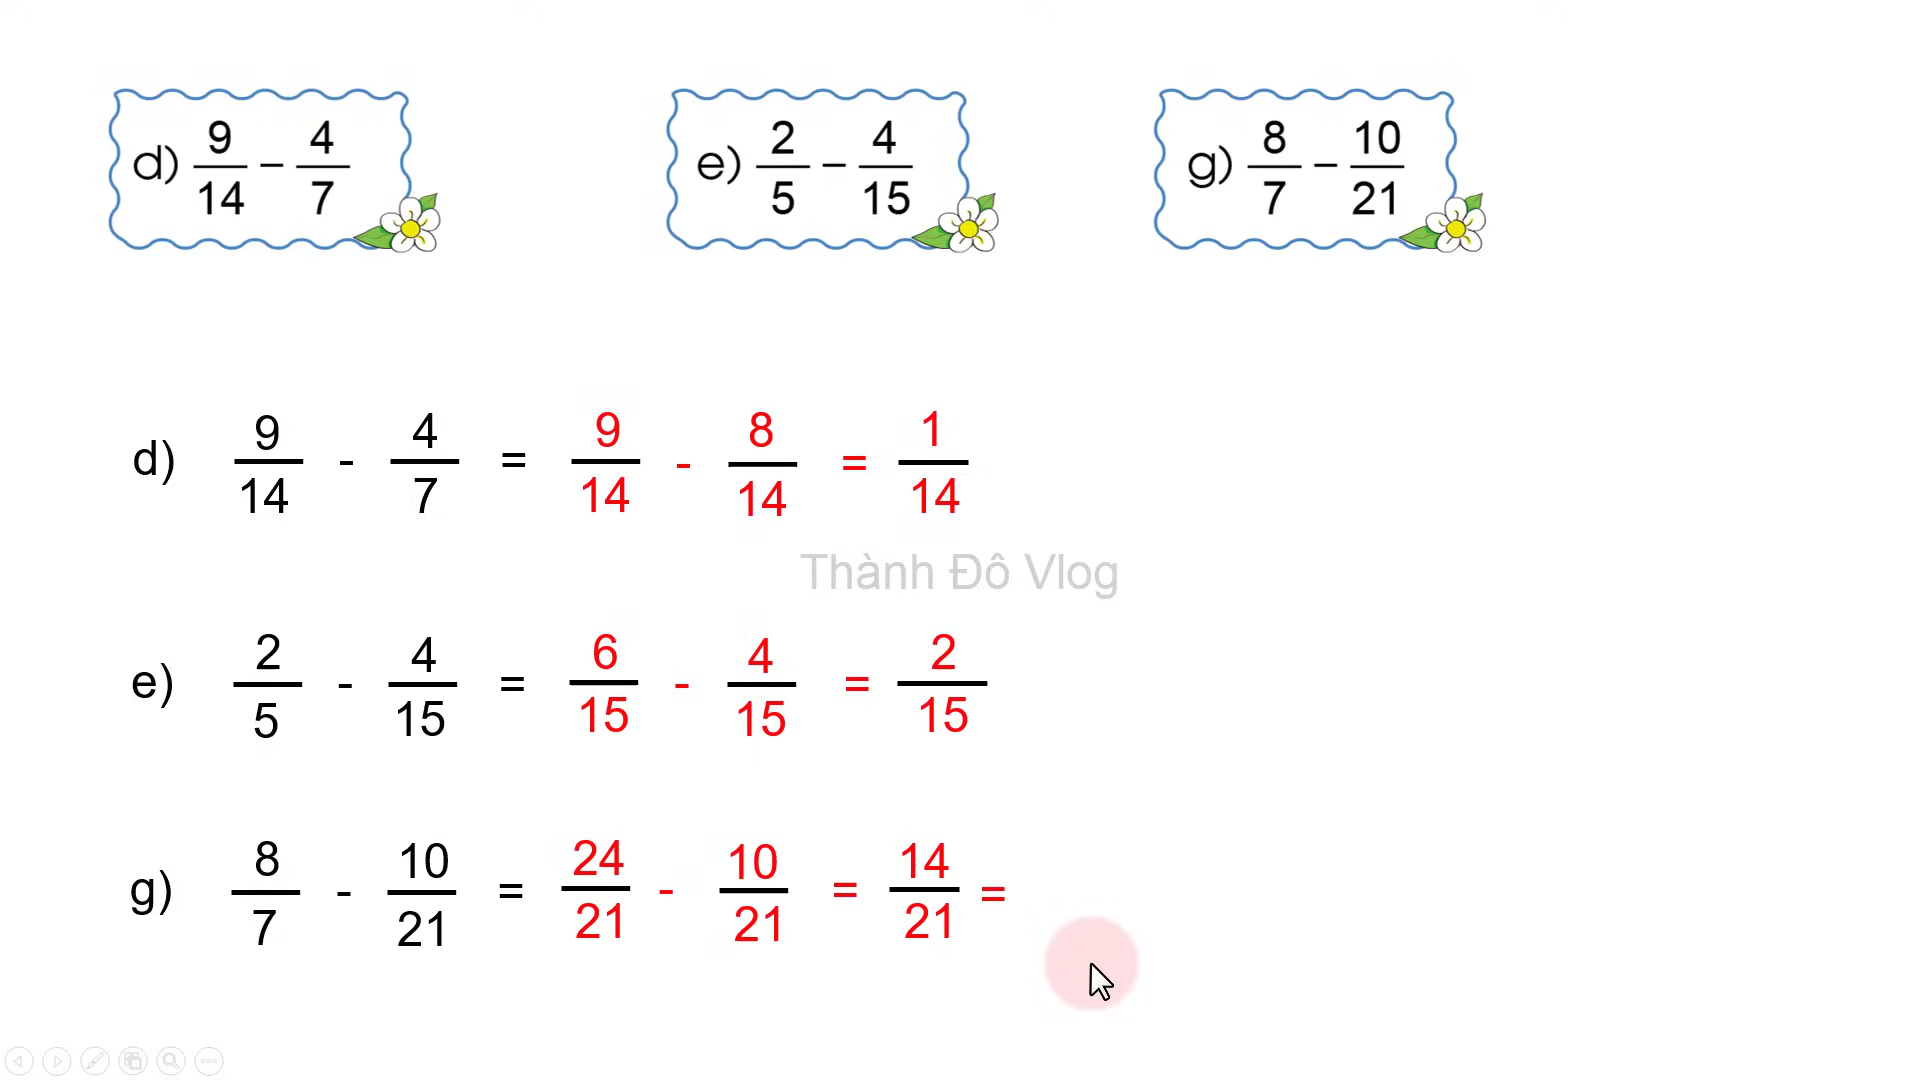 d) 9/14 − 4/7
e) 2/5 − 4/15
g) 8/7 − 10/21
d) 9/14 - 4/7 = 9/14 - 8/14 = 1/14
Thành Đô Vlog
e) 2/5 - 4/15 = 6/15 - 4/15 = 2/15
g) 8/7 - 10/21 = 24/21 - 10/21 = 14/21 =